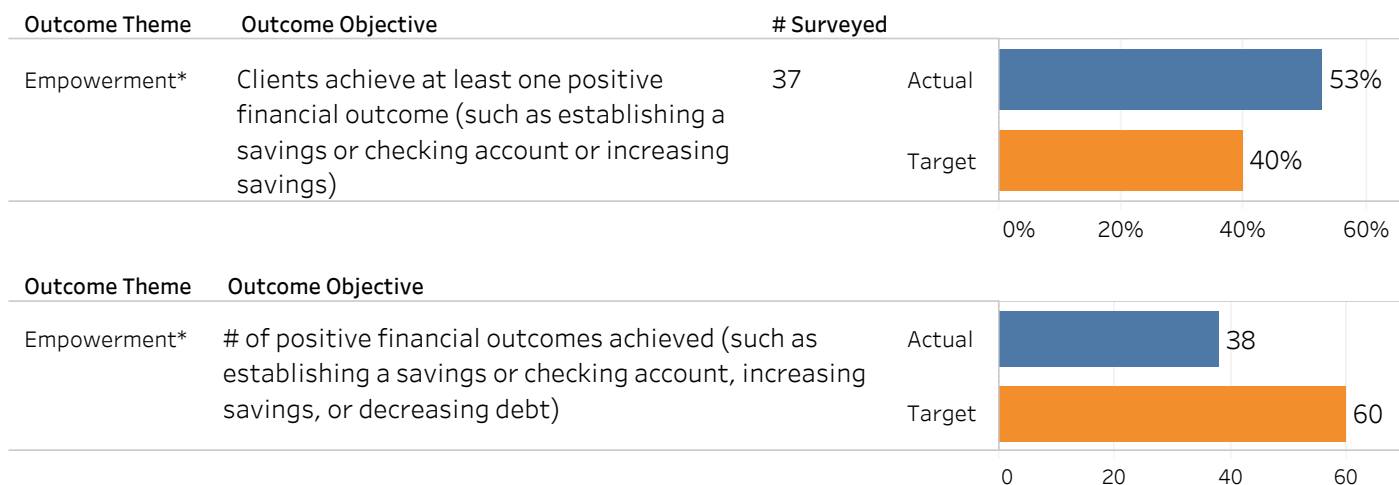 Outcome Theme Outcome Objective # Surveyed
Empowerment* Clients achieve at least one positive 37 Actual 53%
financial outcome (such as establishing a
savings or checking account or increasing Target 40%
savings)
0% 20% 40% 60%
Outcome Theme Outcome Objective
Empowerment* # of positive financial outcomes achieved (such as Actual 38
establishing a savings or checking account, increasing
savings, or decreasing debt) Target 60
0 20 40 60